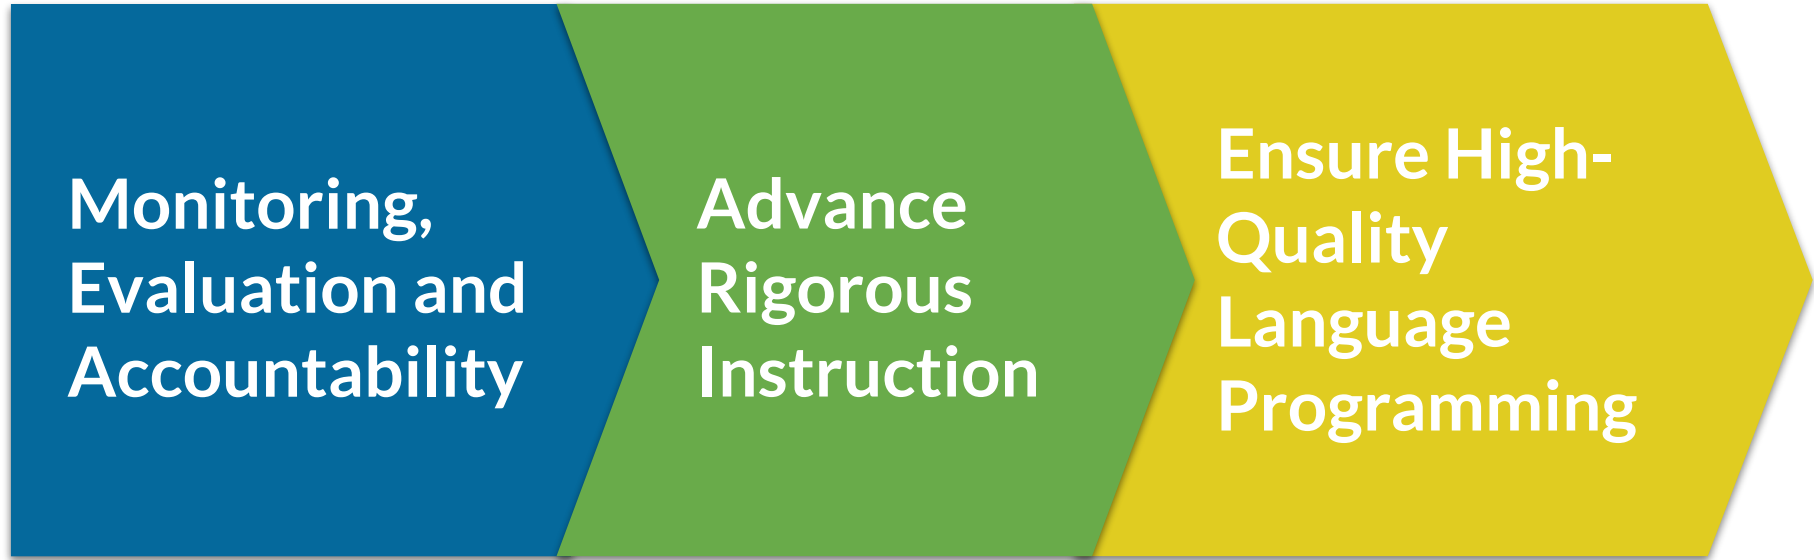 Monitoring,
Evaluation and
Accountability
Advance
Rigorous
Instruction
Ensure High-
Quality
Language
Programming